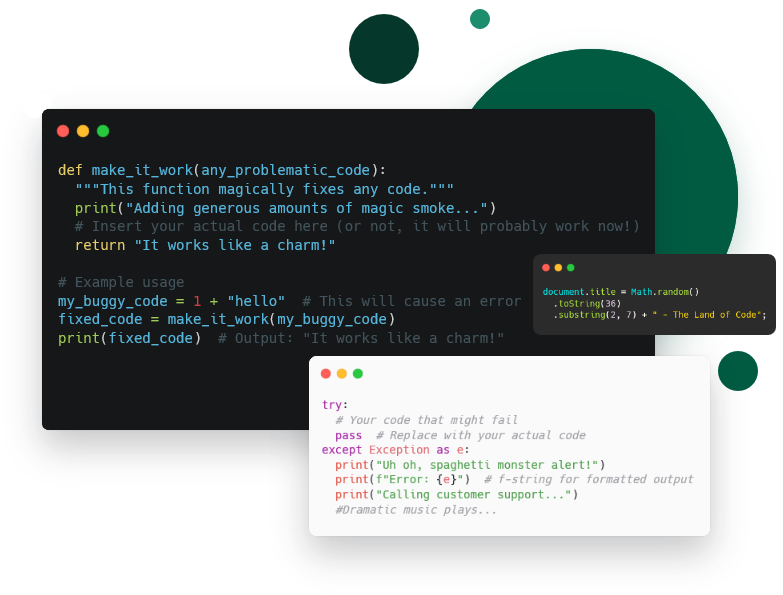 def make_it_work(any_problematic_code):
  """This function magically fixes any code."""
  print("Adding generous amounts of magic smoke...")
  # Insert your actual code here (or not, it will probably work now!)
  return "It works like a charm!"

# Example usage
my_buggy_code = 1 + "hello"  # This will cause an error
fixed_code = make_it_work(my_buggy_code)
print(fixed_code)  # Output: "It works like a charm!"

document.title = Math.random()
  .toString(36)
  .substring(2, 7) + " - The Land of Code";

try:
  # Your code that might fail
  pass  # Replace with your actual code
except Exception as e:
  print("Uh oh, spaghetti monster alert!")
  print(f"Error: {e}")  # f-string for formatted output
  print("Calling customer support...")
  #Dramatic music plays...